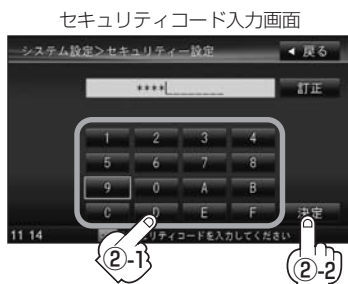 セキュリティコード入力画面
システム設定>セキュリティー設定 ◀ 戻る
****________ 訂正
1 2 3 4
5 6 7 8
9 0 A B
C D E F 決定
11 14 リティコードを入力してください
②-1 ②-2